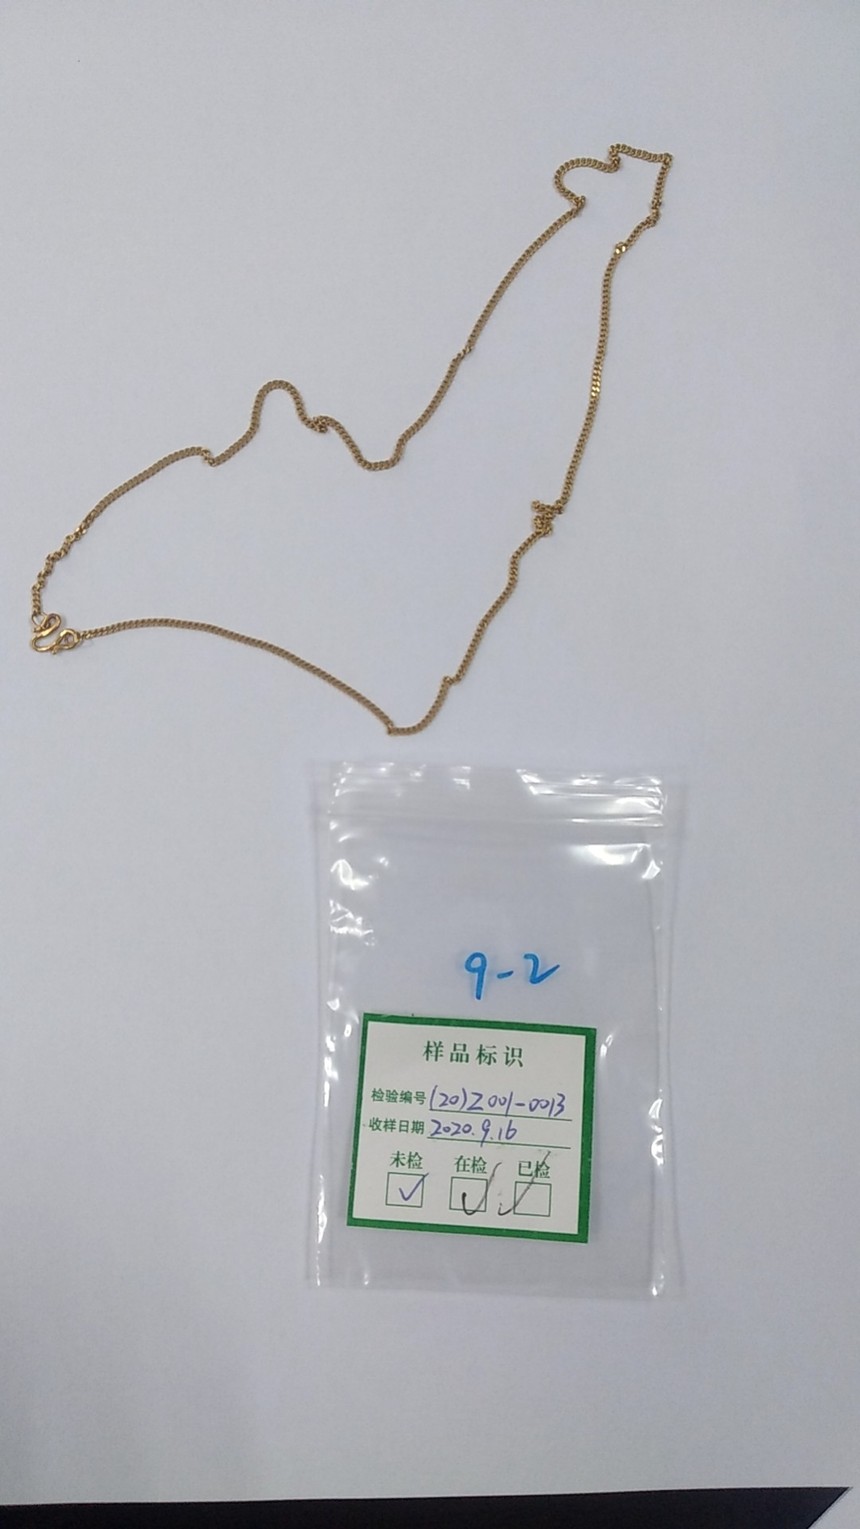 9-2
样品标识
检验编号 (20)Z001-0013
收样日期 2020.9.16
未检 在检 已检